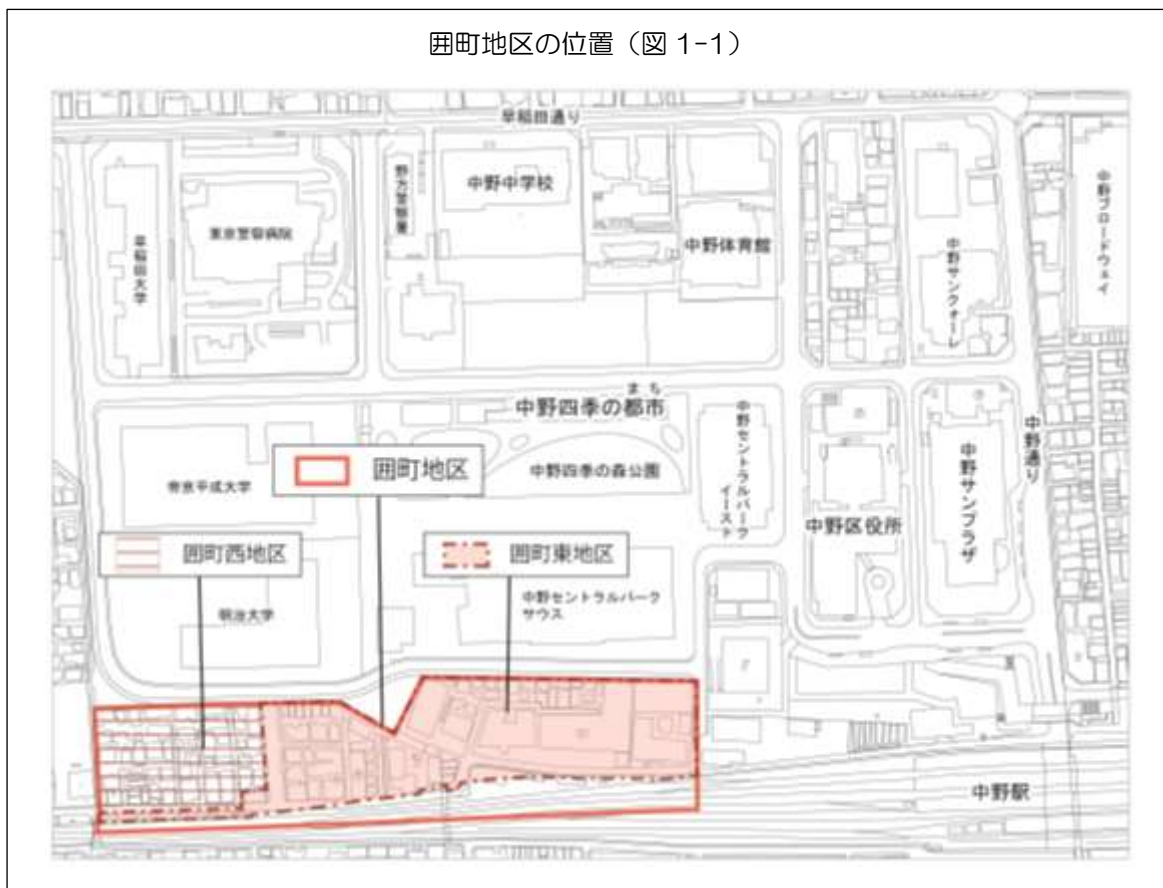 囲町地区の位置（図 1-1）
早稲田通り
中野中学校
野方警察署
東京警察病院
早稲田大学
中野体育館
中野サンクォーレ
中野ブロードウェイ
まち
中野四季の都市
中野セントラルパーク
イースト
中野通り
囲町地区
中野四季の森公園
帝京平成大学
中野サンプラザ
中野区役所
囲町西地区
囲町東地区
中野セントラルパーク
サウス
明治大学
中野駅